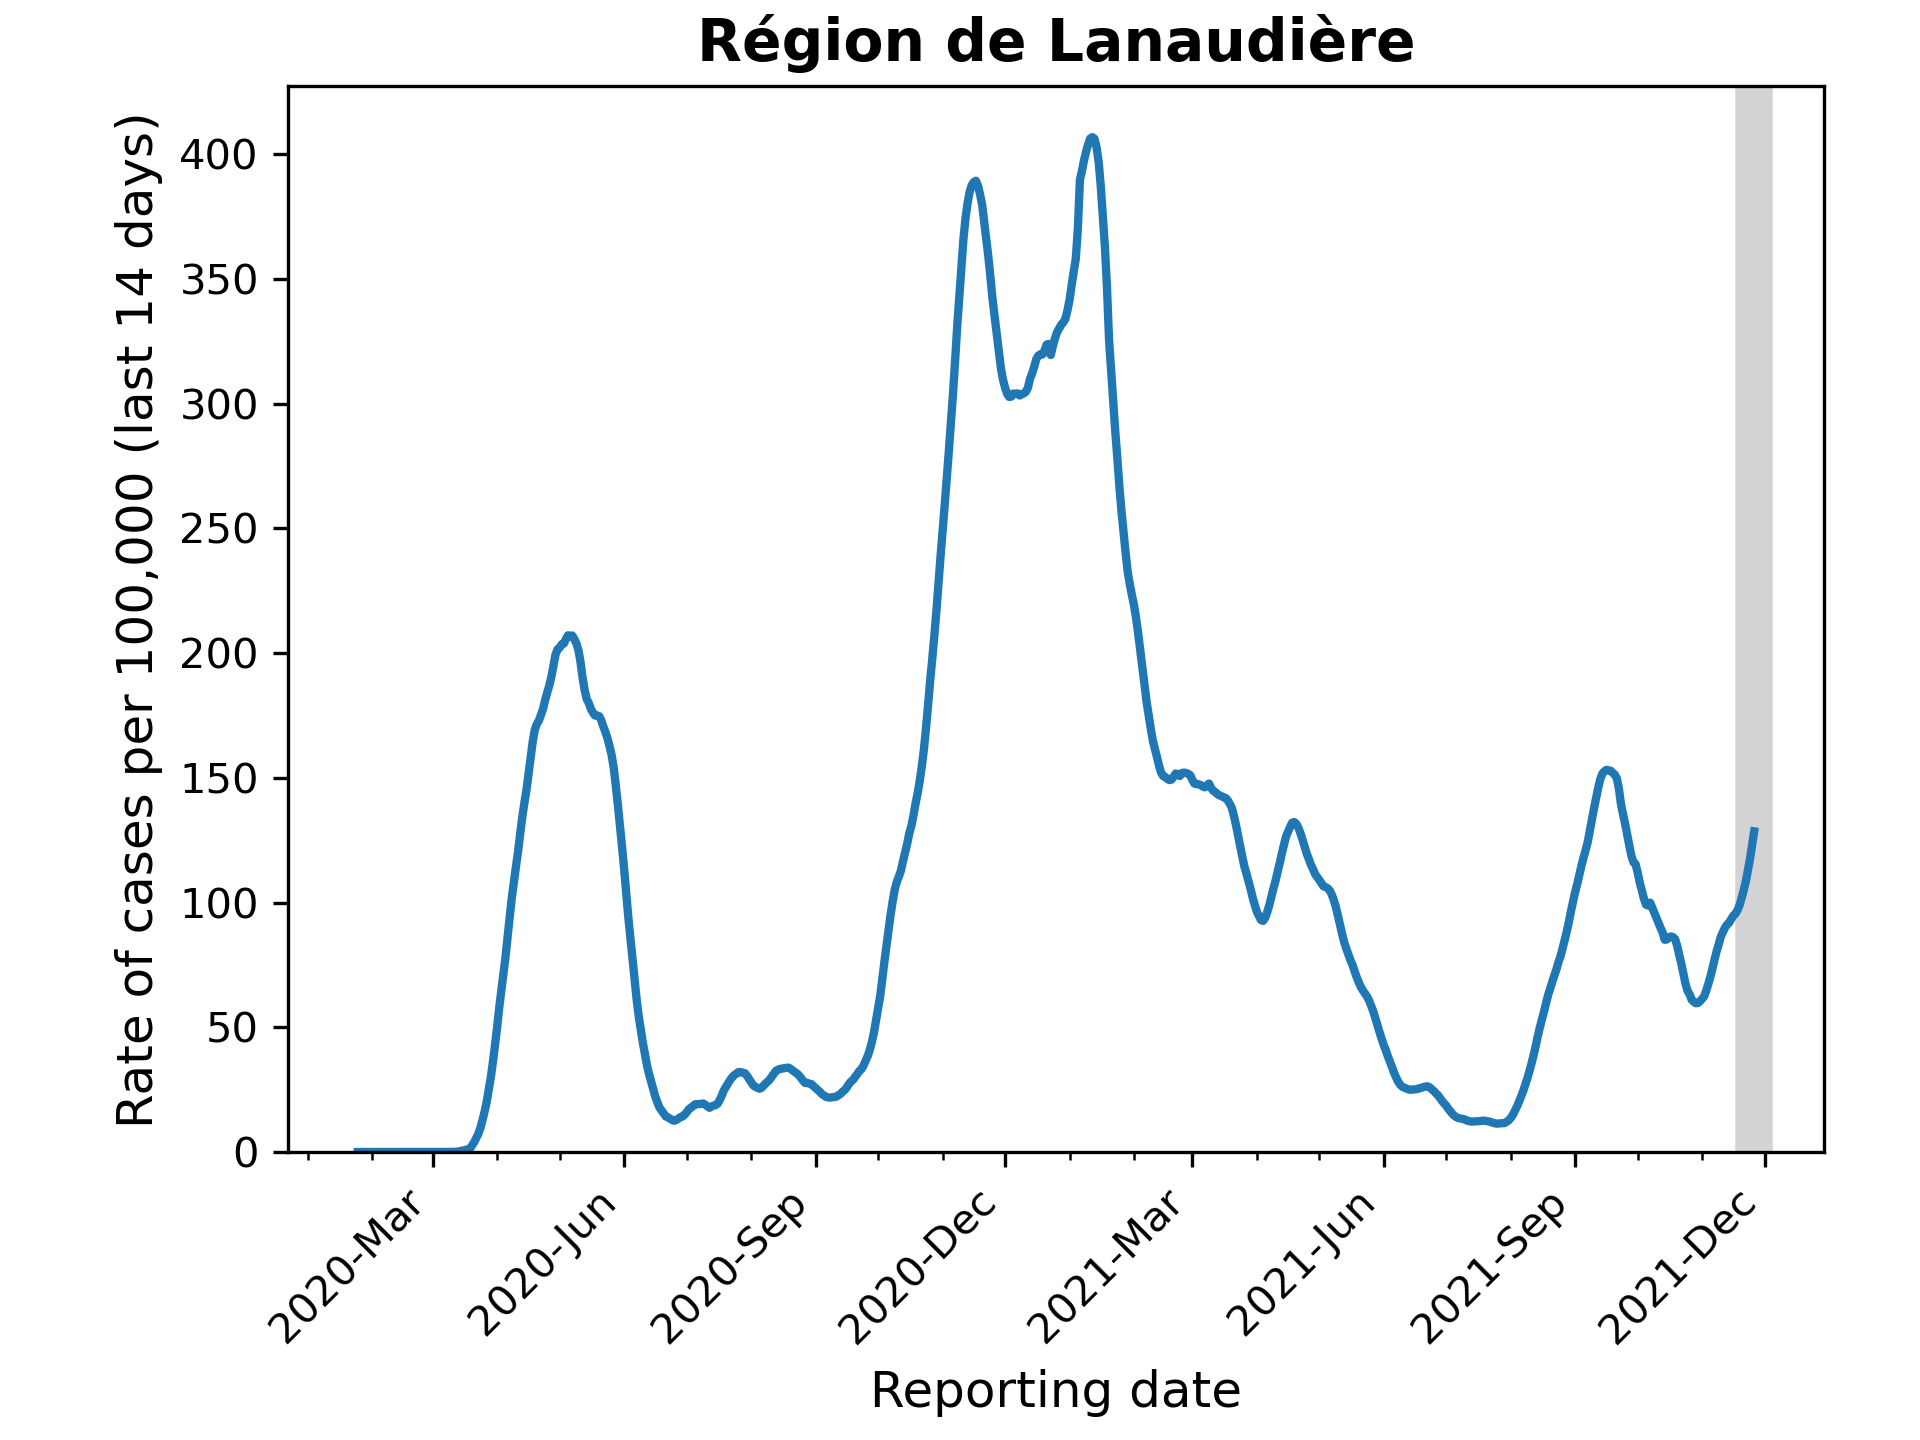 Région de Lanaudière
Rate of cases per 100,000 (last 14 days)
400
350
300
250
200
150
100
50
0
2020-Mar
2020-Jun
2020-Sep
2020-Dec
2021-Mar
2021-Jun
2021-Sep
2021-Dec
Reporting date